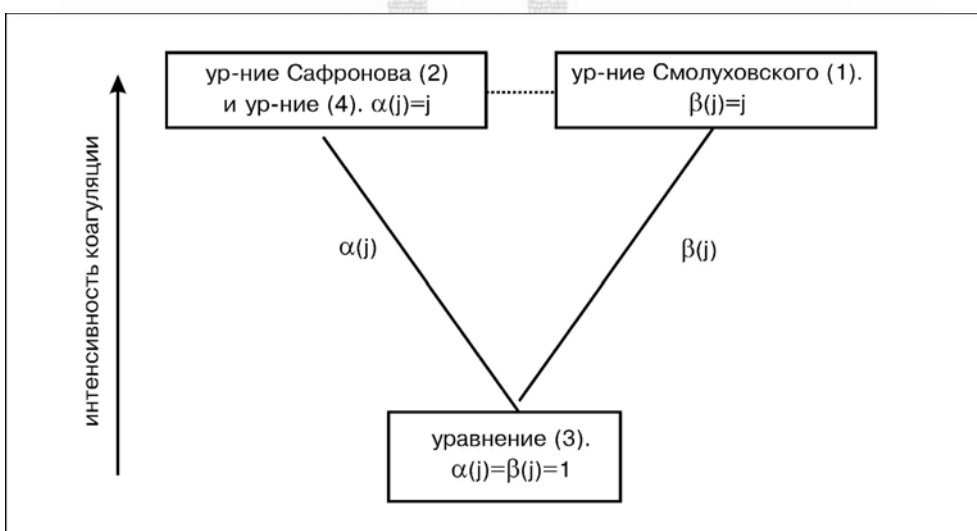 ур-ние Сафронова (2)
и ур-ние (4). α(j)=j
ур-ние Смолуховского (1).
β(j)=j
интенсивность коагуляции
α(j)
β(j)
уравнение (3).
α(j)=β(j)=1